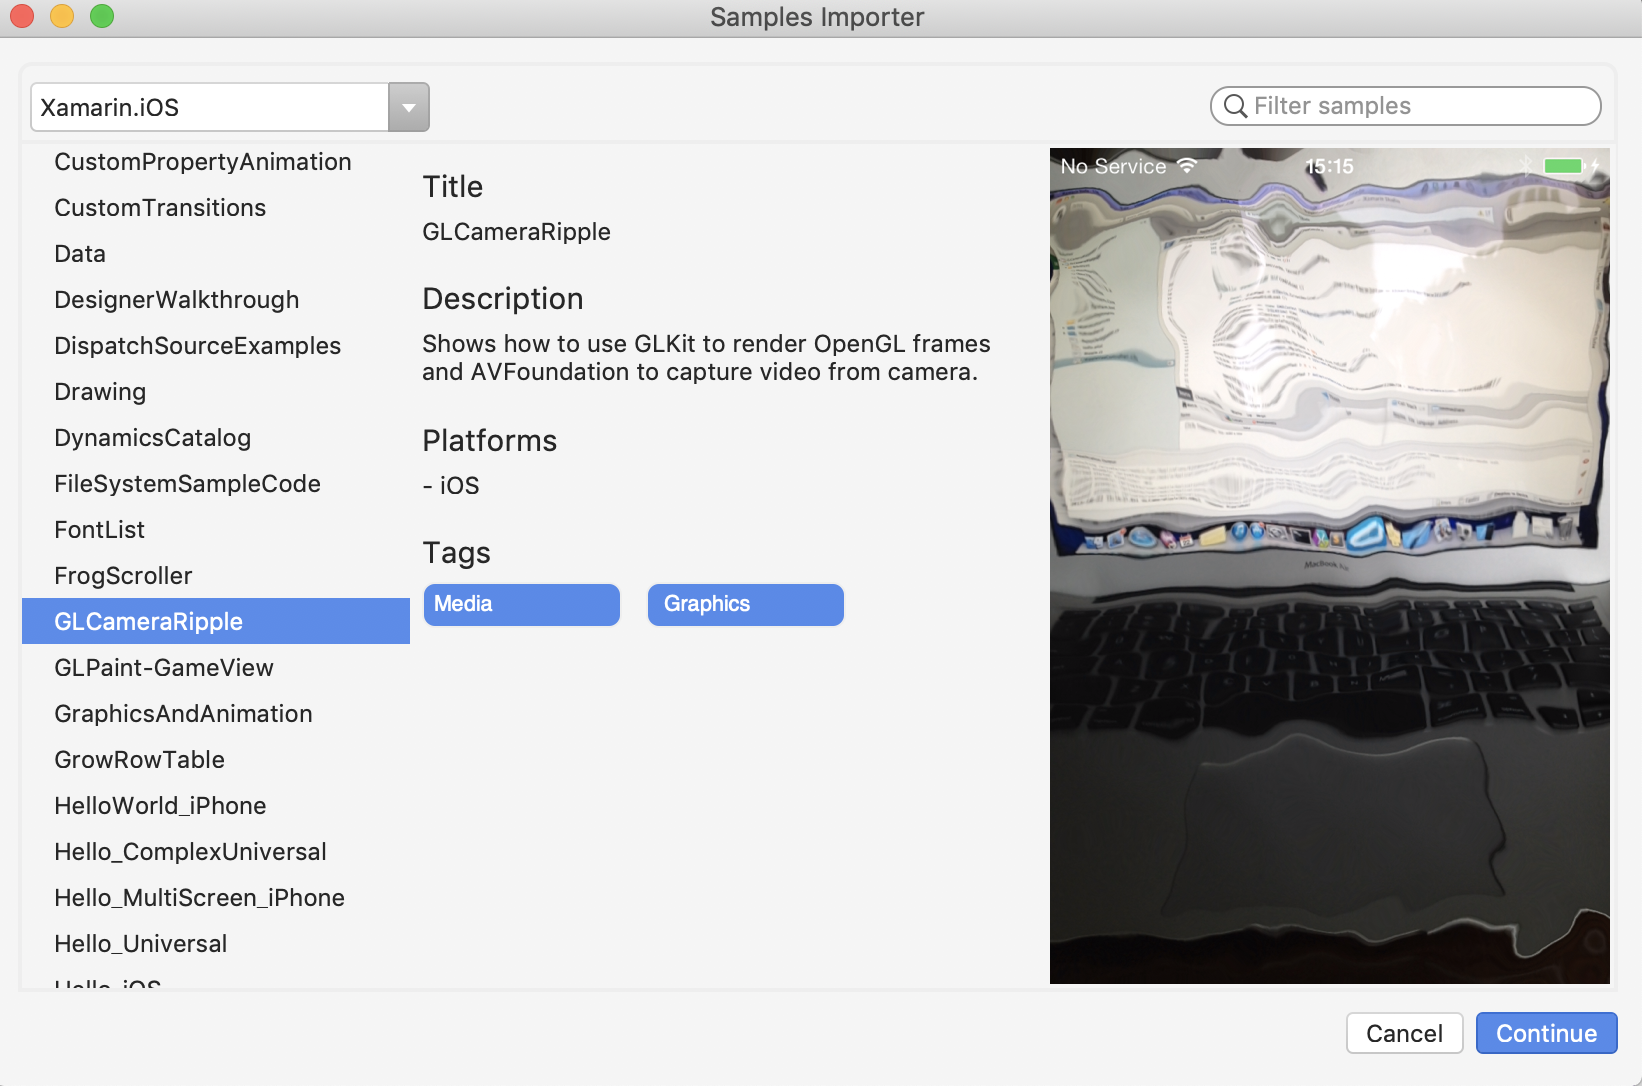 Samples Importer
Xamarin.iOS
Filter samples
CustomPropertyAnimation
CustomTransitions
Data
DesignerWalkthrough
DispatchSourceExamples
Drawing
DynamicsCatalog
FileSystemSampleCode
FontList
FrogScroller
GLCameraRipple
GLPaint-GameView
GraphicsAndAnimation
GrowRowTable
HelloWorld_iPhone
Hello_ComplexUniversal
Hello_MultiScreen_iPhone
Hello_Universal
Hello_iOS
Title
GLCameraRipple
Description
Shows how to use GLKit to render OpenGL frames
and AVFoundation to capture video from camera.
Platforms
- iOS
Tags
Media
Graphics
No Service
15:15
Cancel
Continue